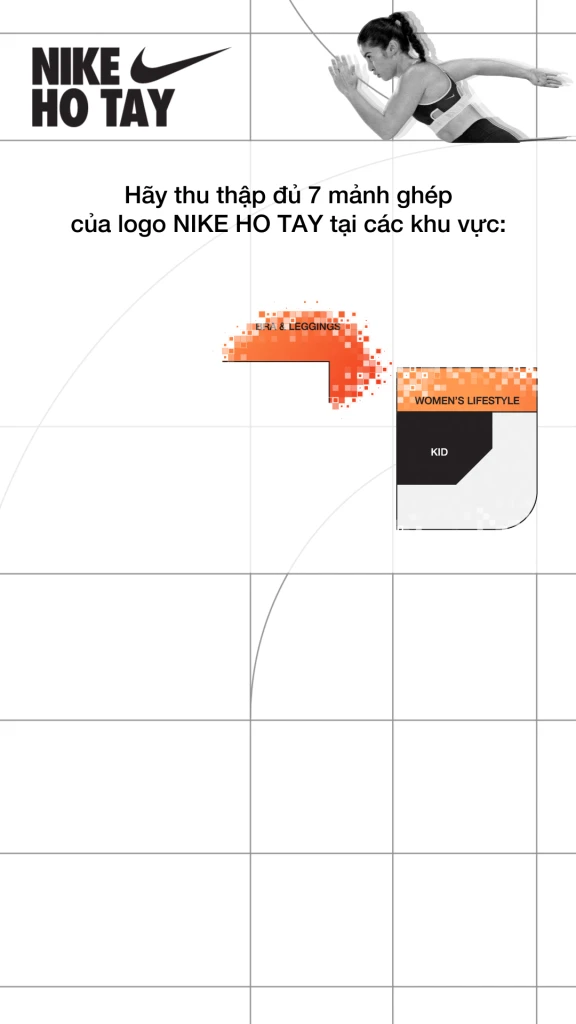 NIKE
HO TAY
Hãy thu thập đủ 7 mảnh ghép
của logo NIKE HO TAY tại các khu vực:
BRA & LEGGINGS
WOMEN'S LIFESTYLE
KID